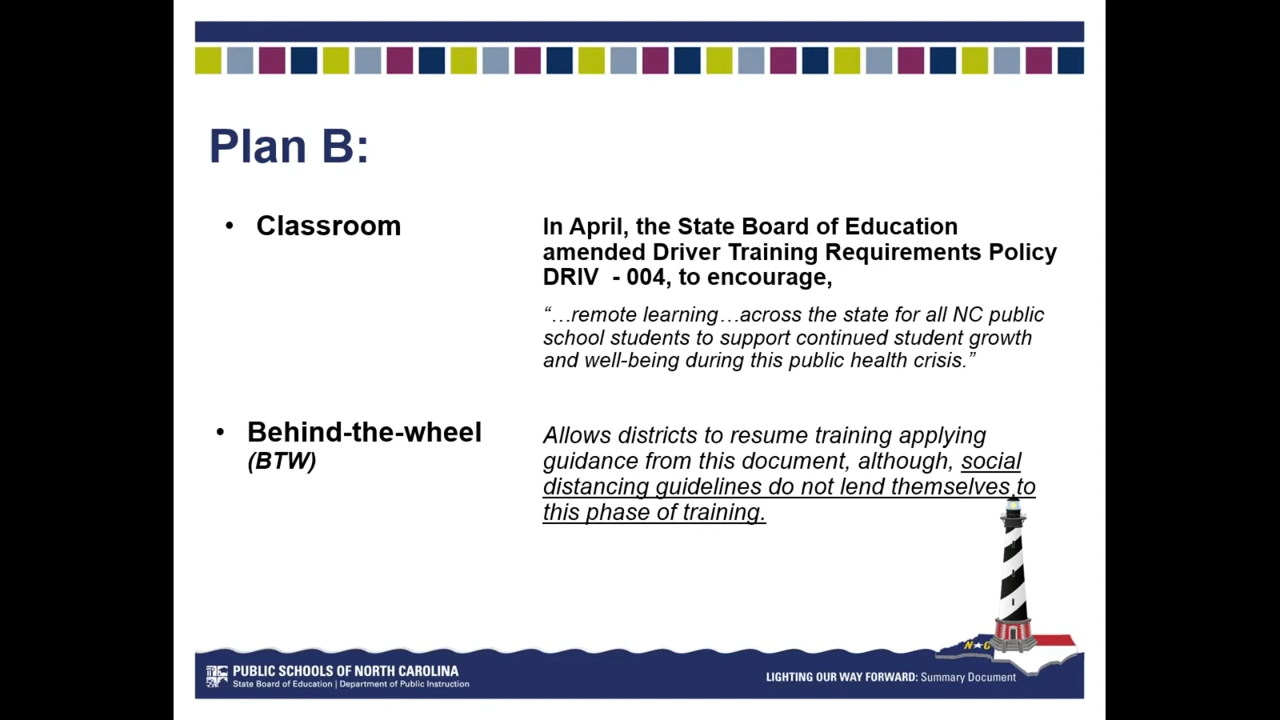 Plan B:
• Classroom
In April, the State Board of Education
amended Driver Training Requirements Policy
DRIV - 004, to encourage,
“…remote learning…across the state for all NC public
school students to support continued student growth
and well-being during this public health crisis.”
• Behind-the-wheel
(BTW)
Allows districts to resume training applying
guidance from this document, although, social
distancing guidelines do not lend themselves to
this phase of training.
N★C
PUBLIC SCHOOLS OF NORTH CAROLINA
State Board of Education | Department of Public Instruction
LIGHTING OUR WAY FORWARD: Summary Document